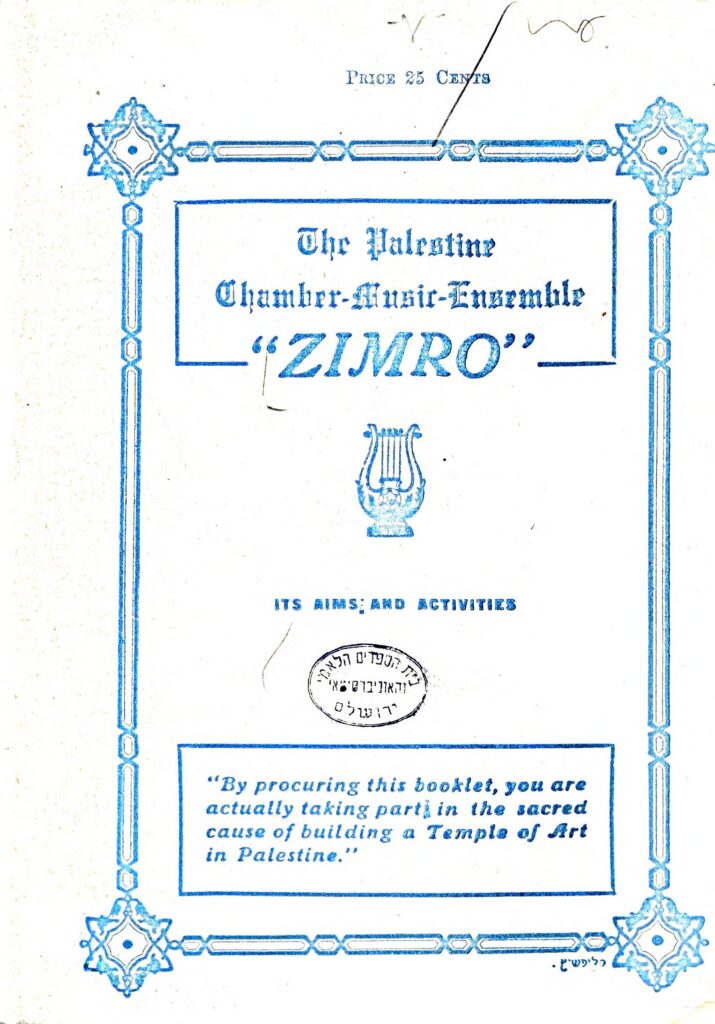 PRICE 25 CENTS
The Palestine
Chamber-Music-Ensemble
“ZIMRO”
ITS AIMS AND ACTIVITIES
בית הספרים הלאומי
והאוניברסיטאי
ירושלם
“By procuring this booklet, you are
actually taking part in the sacred
cause of building a Temple of Art
in Palestine.”